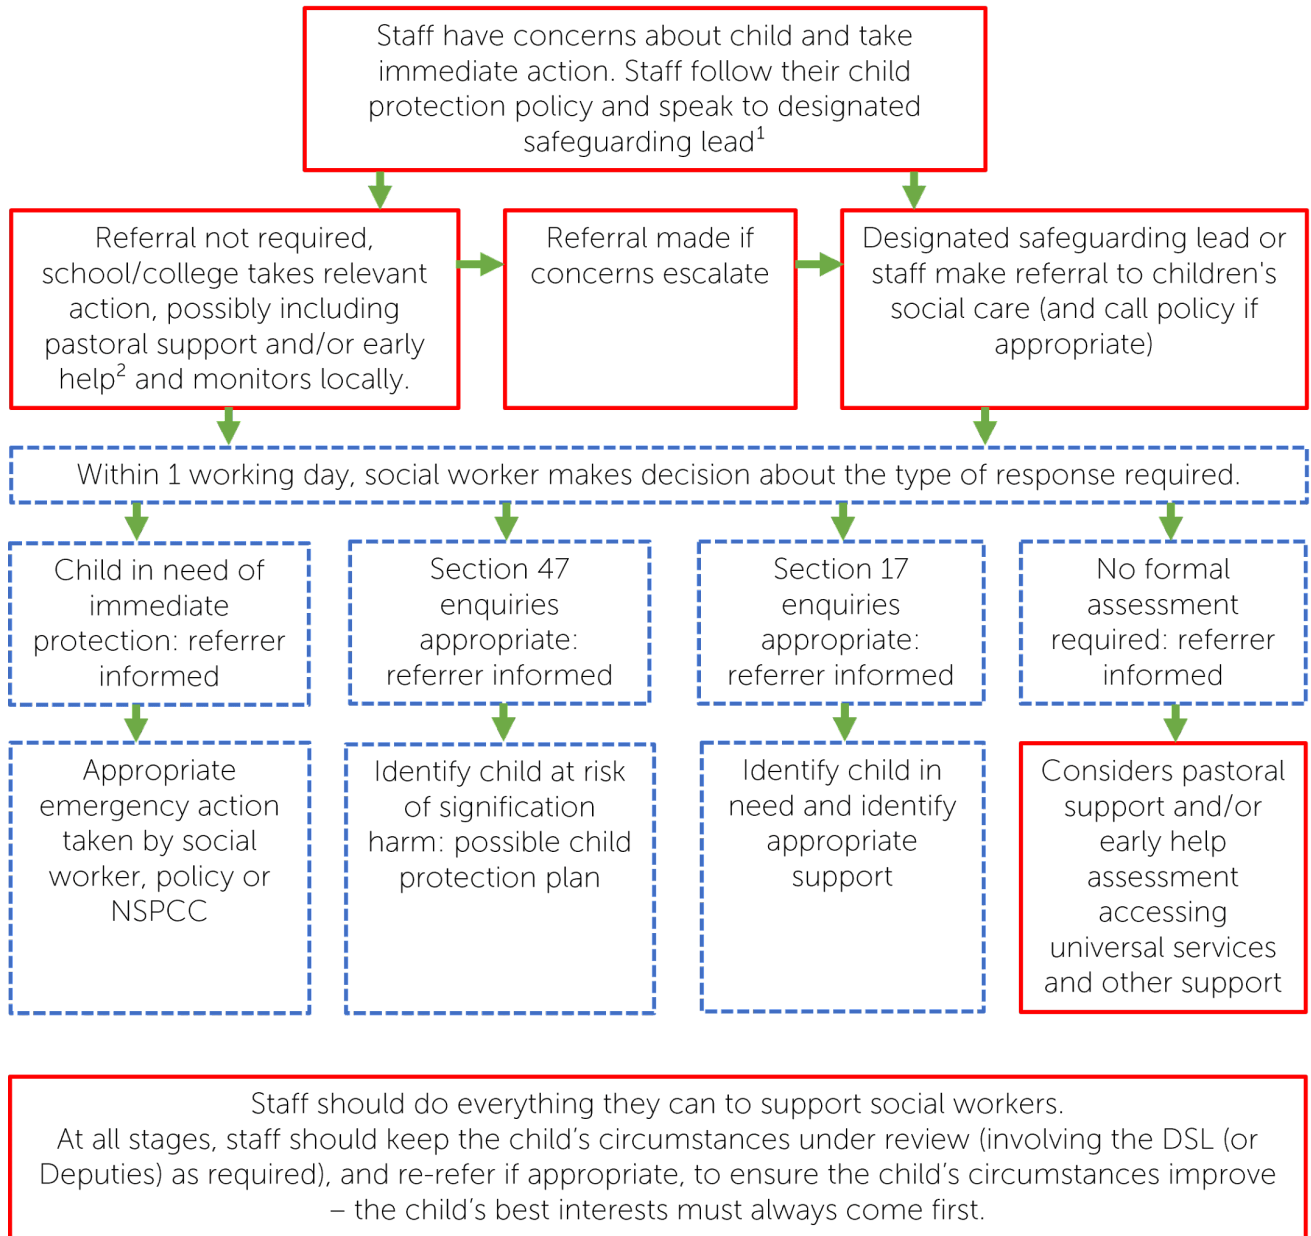 Staff have concerns about child and take
immediate action. Staff follow their child
protection policy and speak to designated
safeguarding lead¹
Referral not required,
school/college takes relevant
action, possibly including
pastoral support and/or early
help² and monitors locally.
Referral made if
concerns escalate
Designated safeguarding lead or
staff make referral to children's
social care (and call policy if
appropriate)
Within 1 working day, social worker makes decision about the type of response required.
Child in need of
immediate
protection: referrer
informed
Section 47
enquiries
appropriate:
referrer informed
Section 17
enquiries
appropriate:
referrer informed
No formal
assessment
required: referrer
informed
Appropriate
emergency action
taken by social
worker, policy or
NSPCC
Identify child at risk
of signification
harm: possible child
protection plan
Identify child in
need and identify
appropriate
support
Considers pastoral
support and/or
early help
assessment
accessing
universal services
and other support
Staff should do everything they can to support social workers.
At all stages, staff should keep the child’s circumstances under review (involving the DSL (or
Deputies) as required), and re-refer if appropriate, to ensure the child’s circumstances improve
– the child’s best interests must always come first.